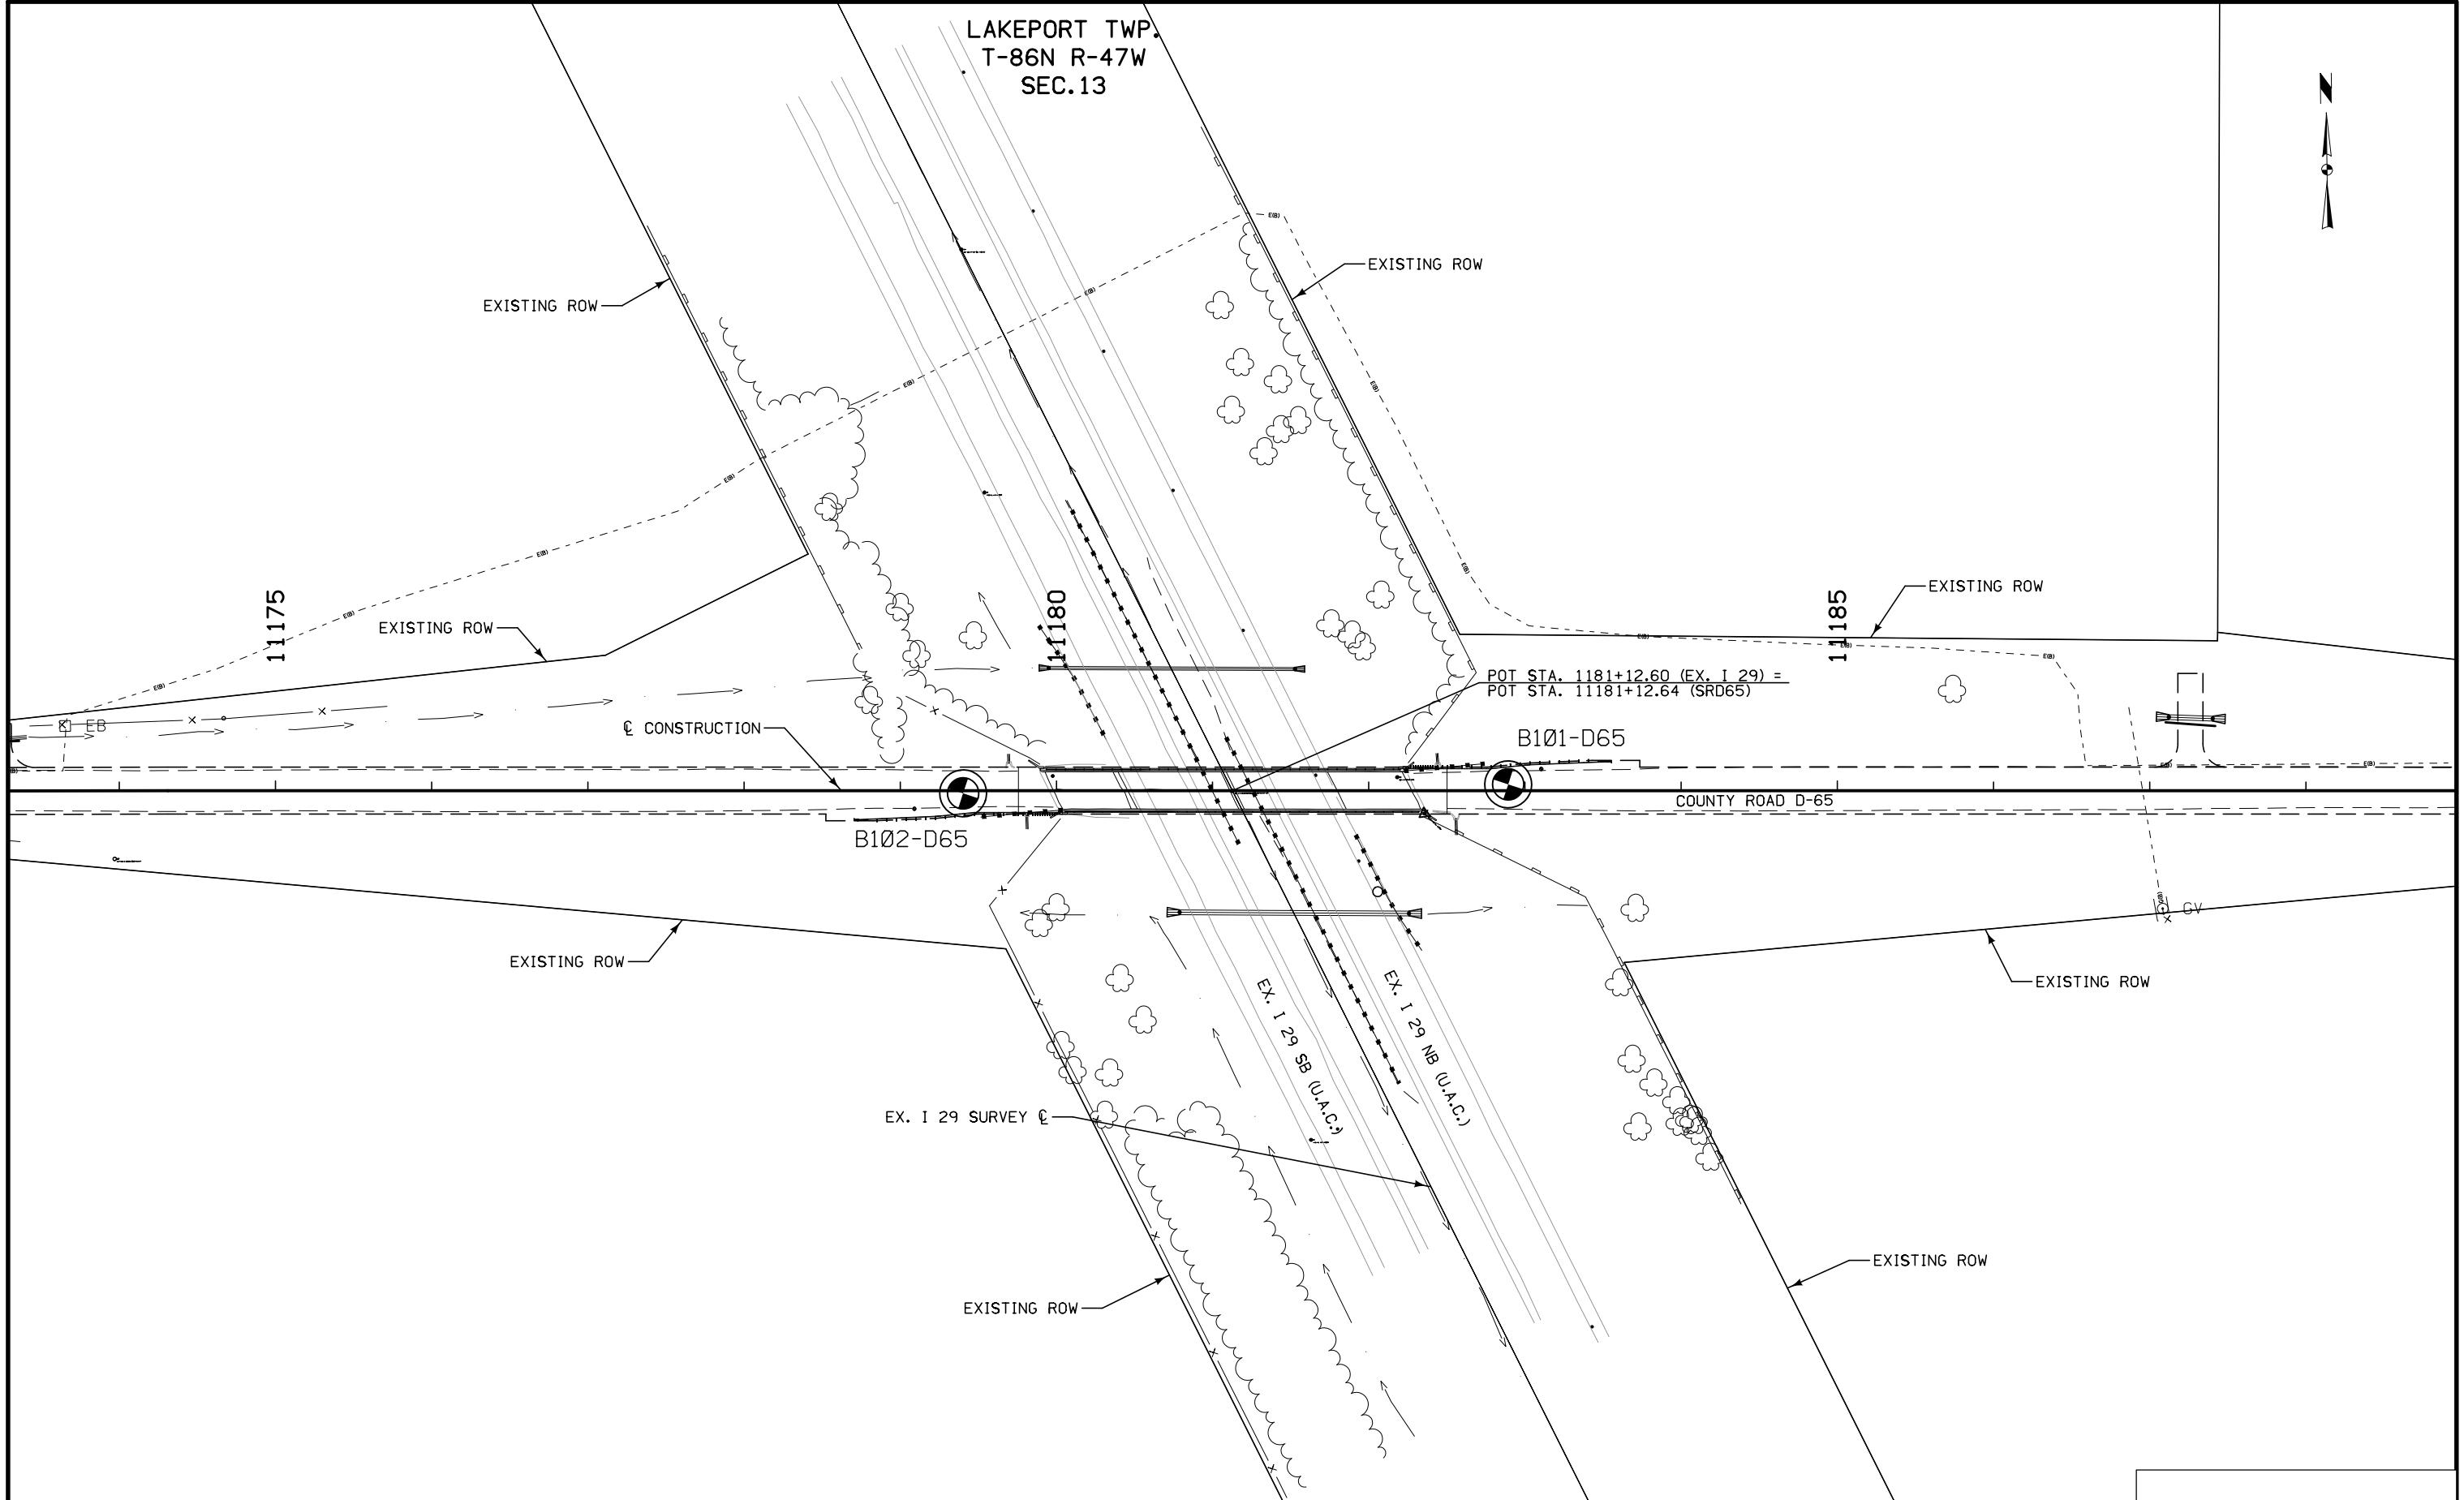 LAKEPORT TWP.
T-86N R-47W
SEC.13
N
E(B)
EXISTING ROW
EXISTING ROW
E(B)
E(B)
E(B)
E(B)
E(B)
E(B)
E(B)
11175
11180
11185
EXISTING ROW
EXISTING ROW
E(B)
E(B)
E(B)
E(B)
POT STA. 1181+12.60 (EX. I 29) =
POT STA. 11181+12.64 (SRD65)
EB
℄ CONSTRUCTION
B101-D65
E(B)
E(B)
E(B)
COUNTY ROAD D-65
B102-D65
GV
EXISTING ROW
EXISTING ROW
EX. I 29 SB (U.A.C.)
EX. I 29 NB (U.A.C.)
EX. I 29 SURVEY ℄
EXISTING ROW
EXISTING ROW